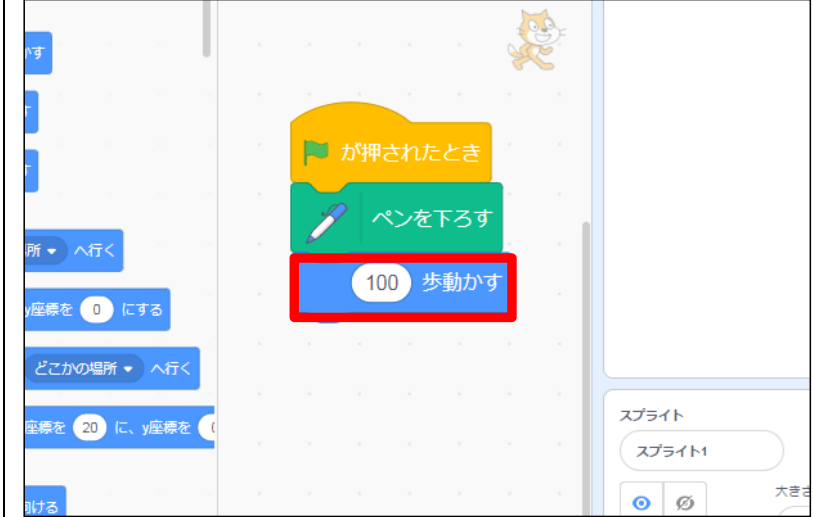 かす
す
す
場所 へ行く
y座標を 0 にする
どこかの場所 へ行く
座標を 20 に、y座標を
向ける
が押されたとき
ペンを下ろす
100 歩動かす
スプライト
スプライト1
大きさ